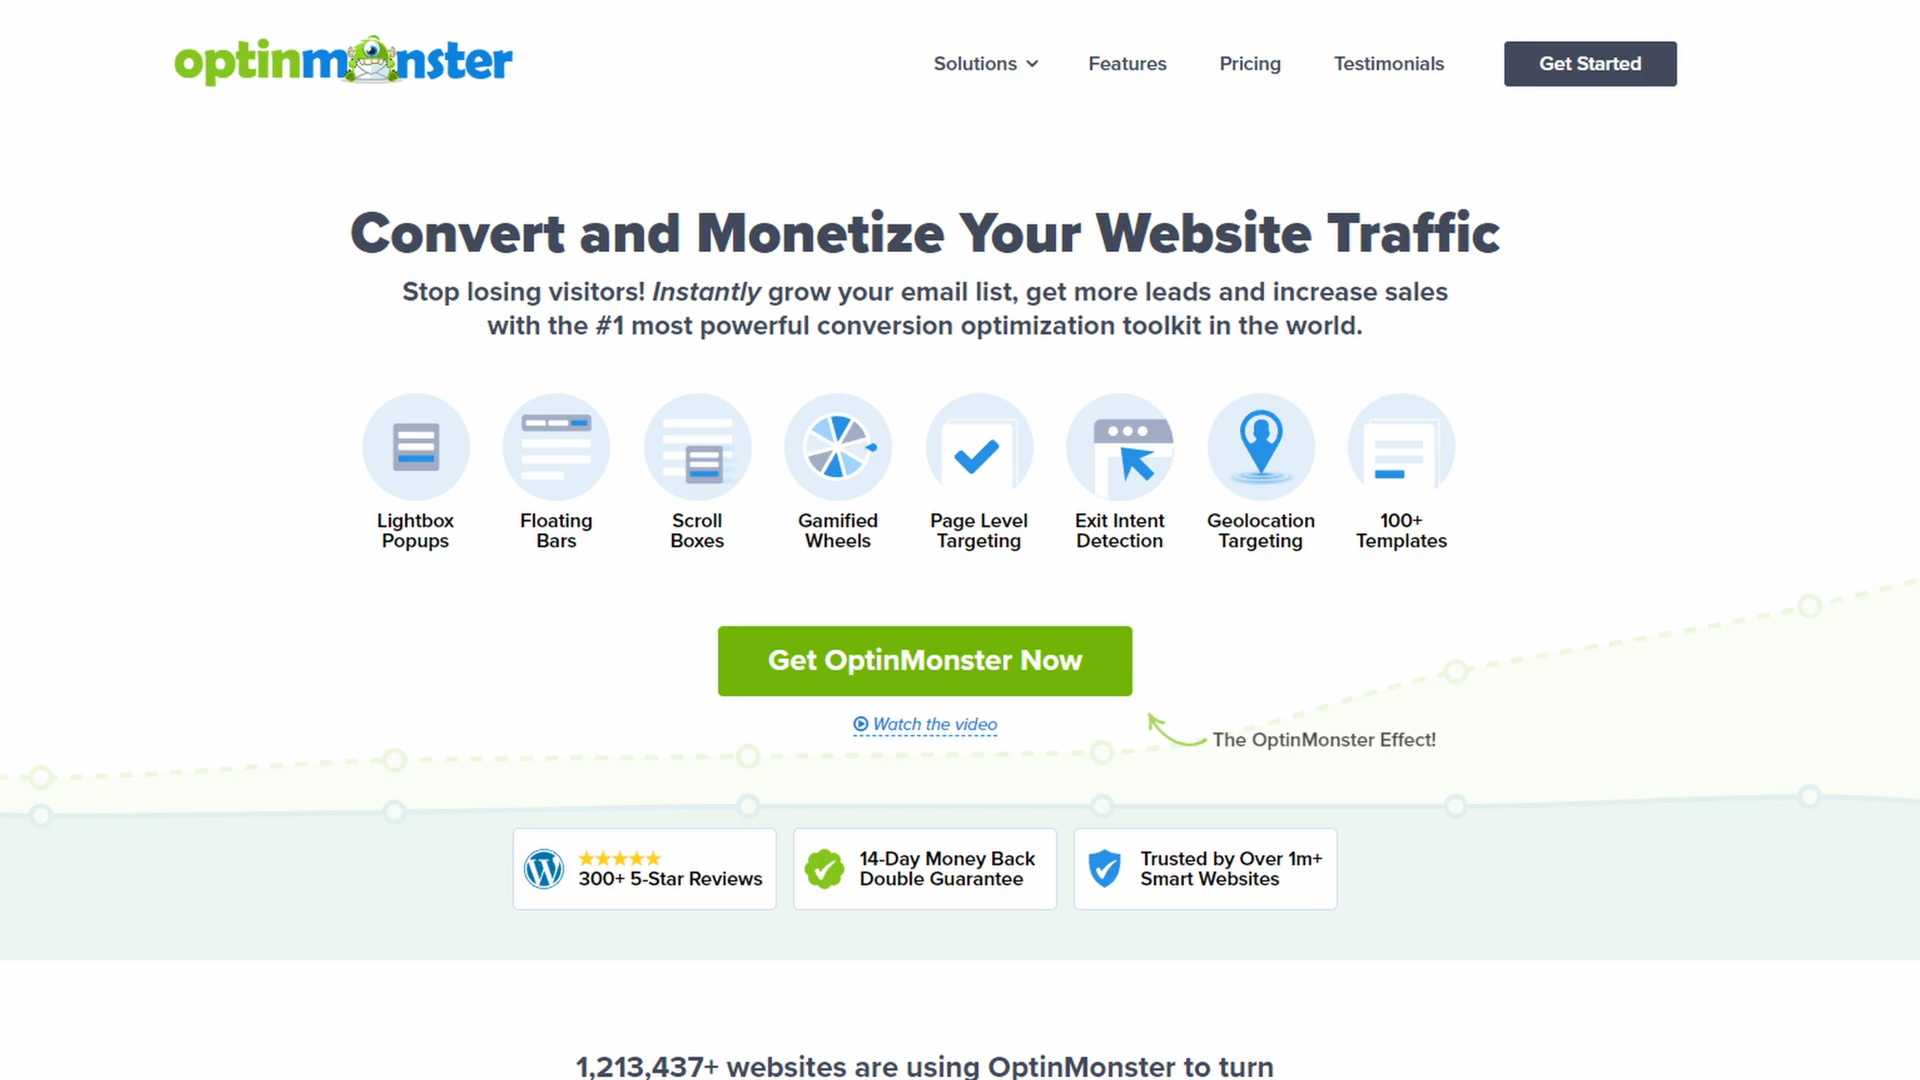 optinmonster
Solutions
Features
Pricing
Testimonials
Get Started
Convert and Monetize Your Website Traffic
Stop losing visitors! Instantly grow your email list, get more leads and increase sales
with the #1 most powerful conversion optimization toolkit in the world.
Lightbox
Popups
Floating
Bars
Scroll
Boxes
Gamified
Wheels
Page Level
Targeting
Exit Intent
Detection
Geolocation
Targeting
100+
Templates
Get OptinMonster Now
Watch the video
The OptinMonster Effect!
300+ 5-Star Reviews
14-Day Money Back
Double Guarantee
Trusted by Over 1m+
Smart Websites
1,213,437+ websites are using OptinMonster to turn